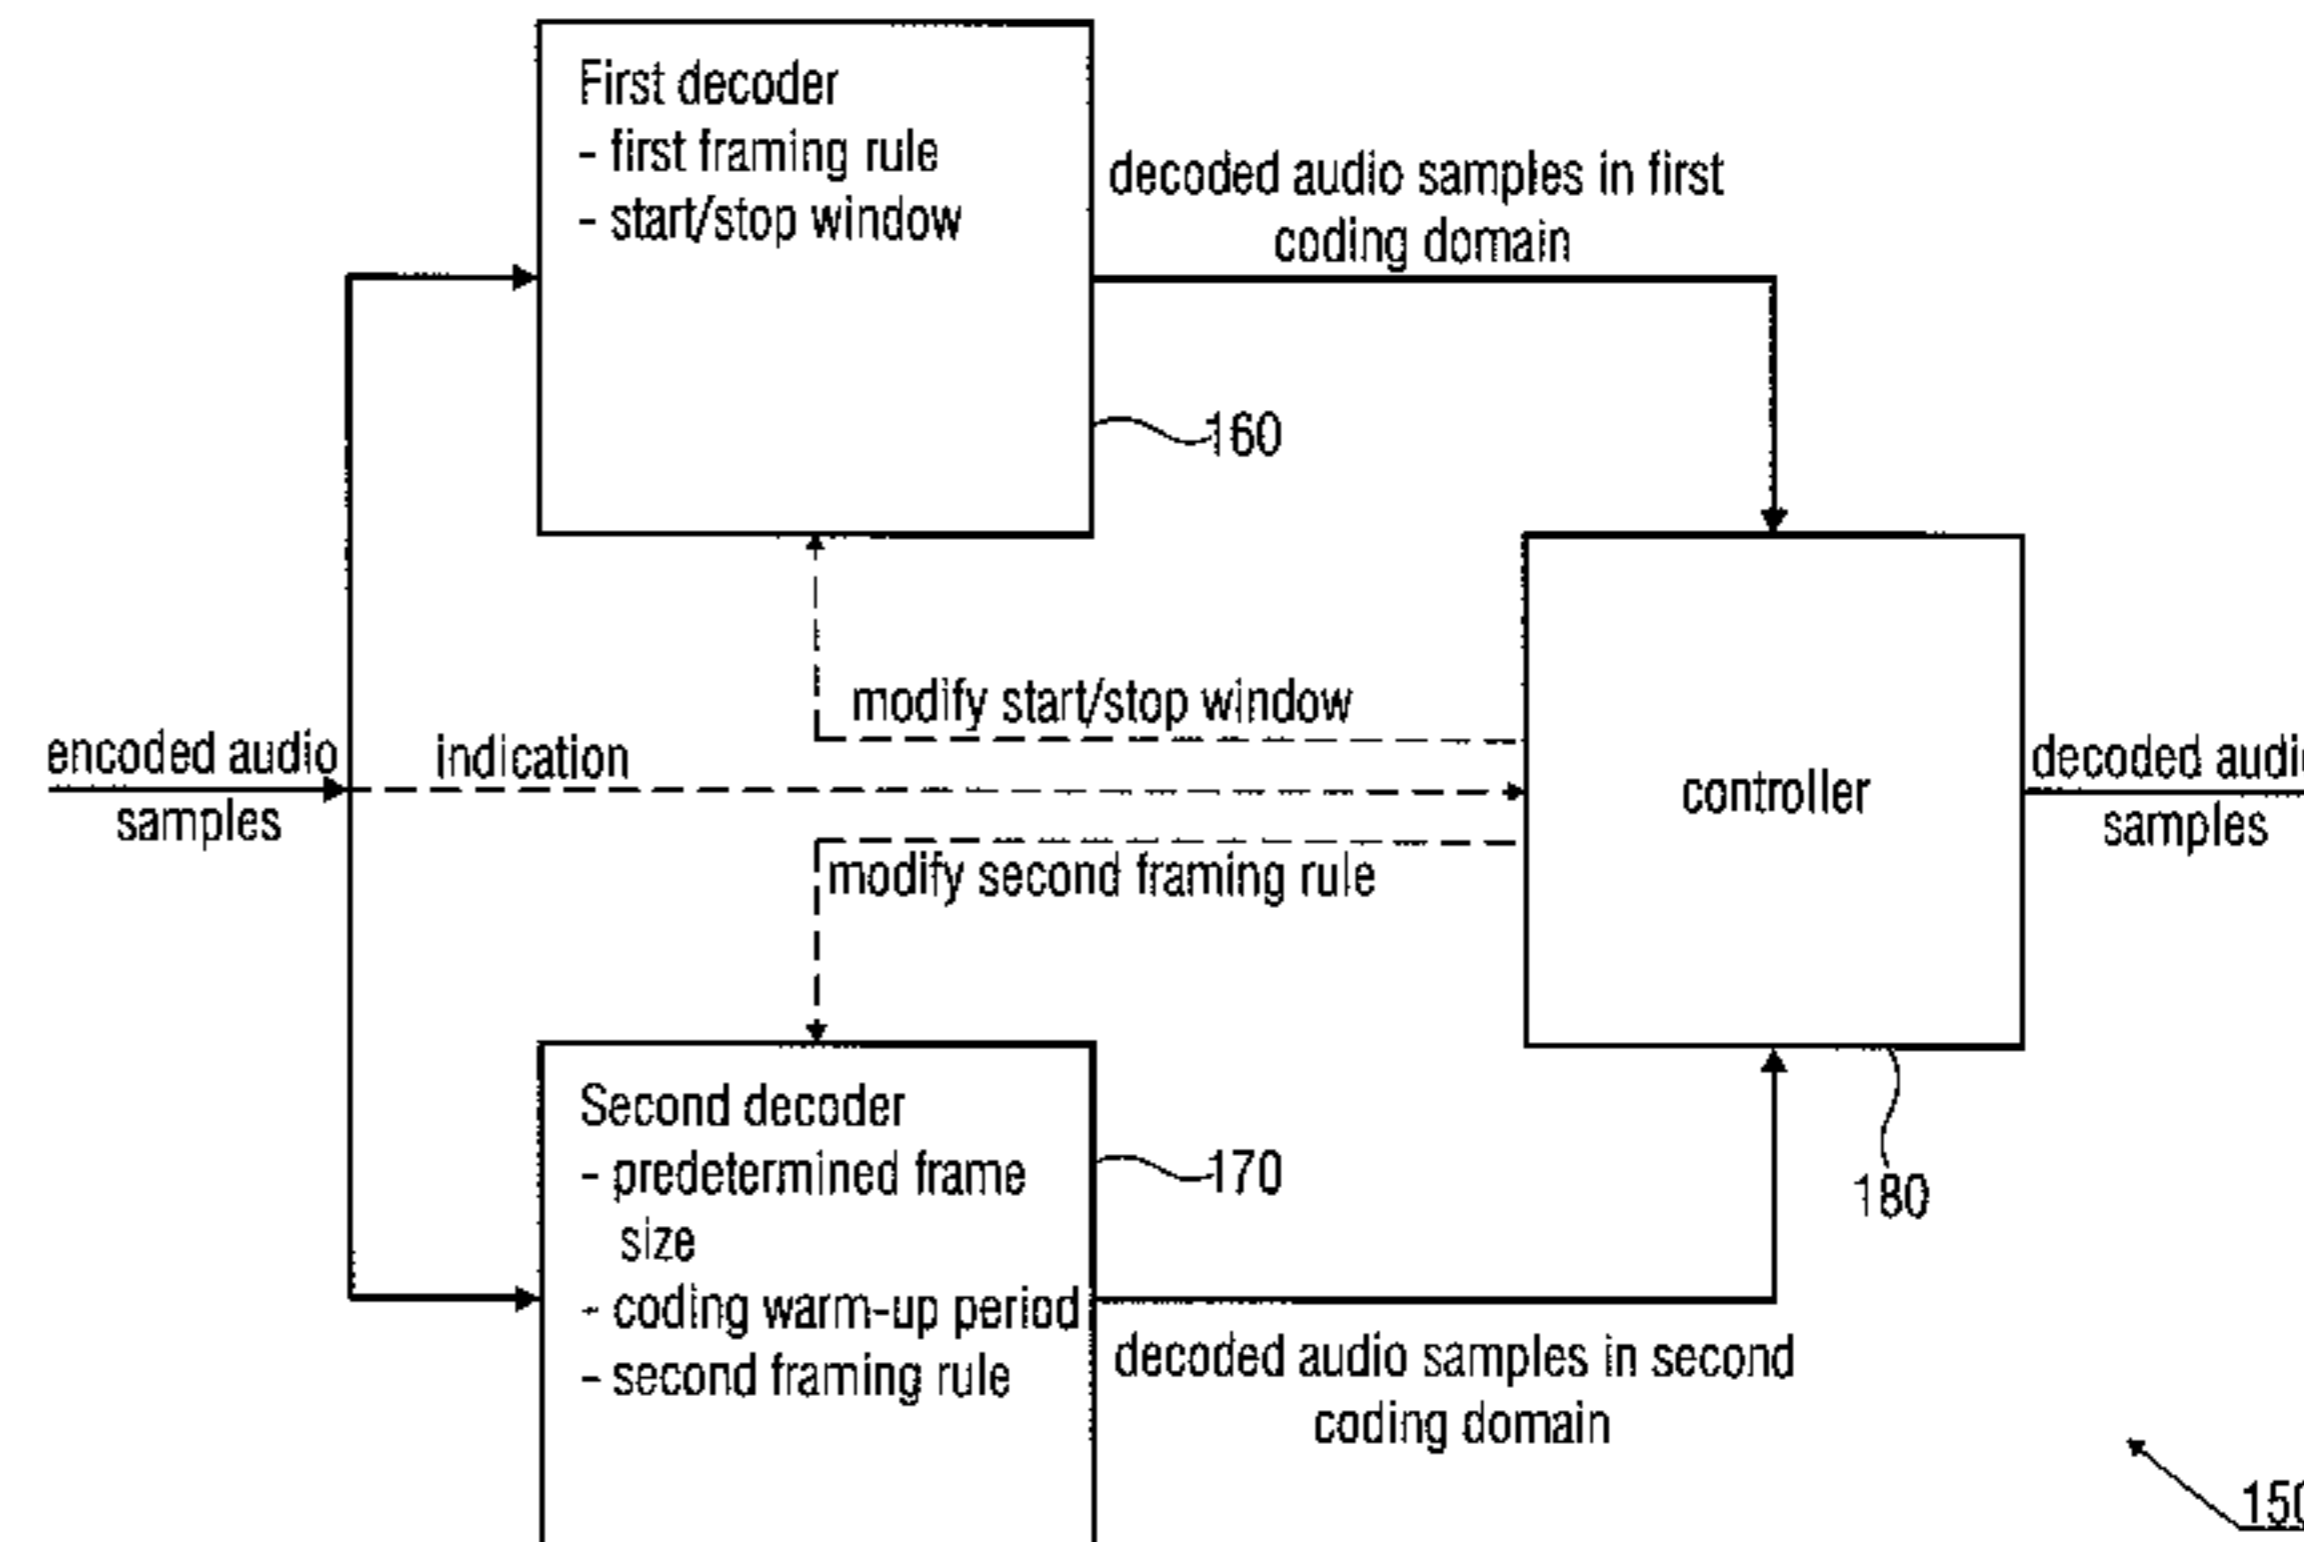 First decoder
- first framing rule
- start/stop window
decoded audio samples in first
coding domain
160
modify start/stop window
encoded audio
samples
indication
controller
decoded
samples
modify second framing rule
Second decoder
- predetermined frame
size
- coding warm-up period
- second framing rule
170
180
decoded audio samples in second
coding domain
150